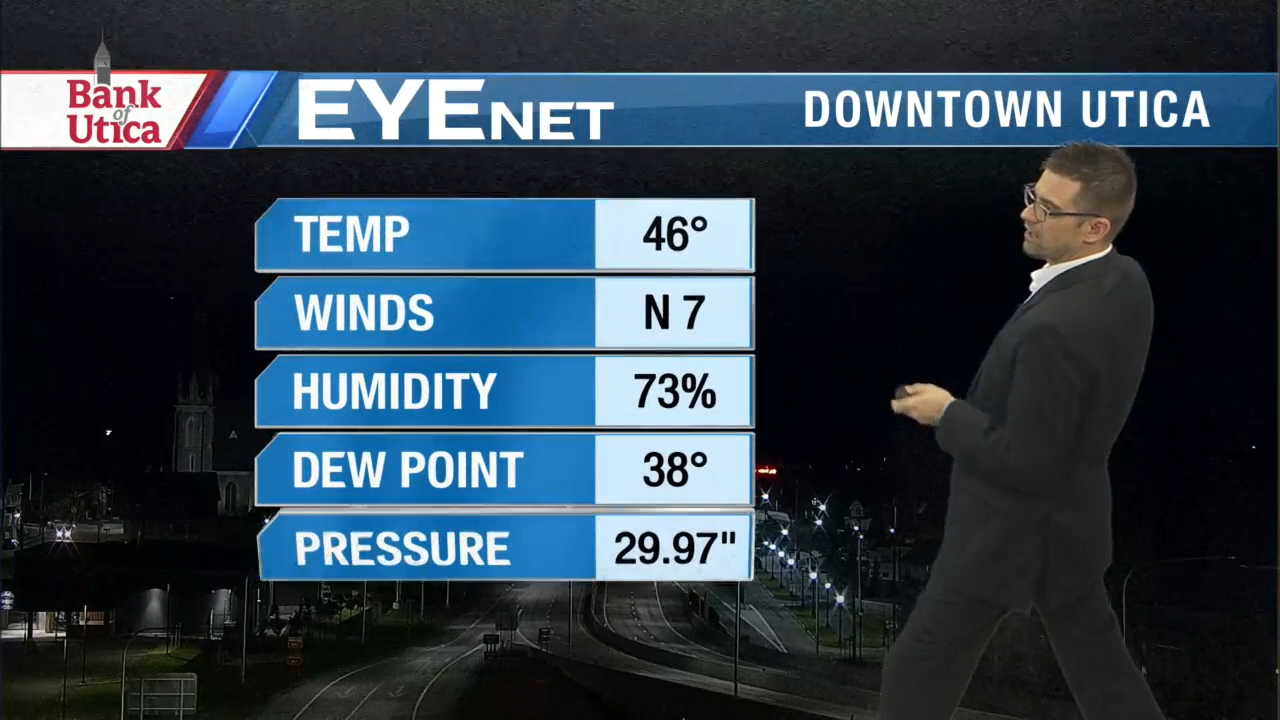 Bank
of
Utica
EYENET
DOWNTOWN UTICA
TEMP 46°
WINDS N 7
HUMIDITY 73%
DEW POINT 38°
PRESSURE 29.97"